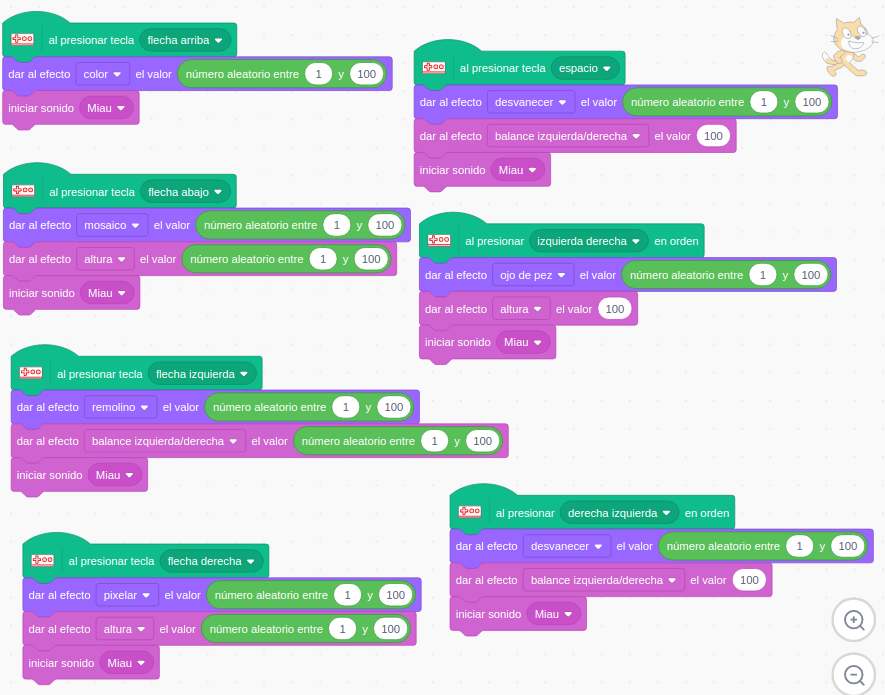 al presionar tecla flecha arriba
dar al efecto color el valor número aleatorio entre 1 y 100
iniciar sonido Miau
al presionar tecla flecha abajo
dar al efecto mosaico el valor número aleatorio entre 1 y 100
dar al efecto altura el valor número aleatorio entre 1 y 100
iniciar sonido Miau
al presionar tecla flecha izquierda
dar al efecto remolino el valor número aleatorio entre 1 y 100
dar al efecto balance izquierda/derecha el valor número aleatorio entre 1 y 100
iniciar sonido Miau
al presionar tecla flecha derecha
dar al efecto pixelar el valor número aleatorio entre 1 y 100
dar al efecto altura el valor número aleatorio entre 1 y 100
iniciar sonido Miau
al presionar tecla espacio
dar al efecto desvanecer el valor número aleatorio entre 1 y 100
dar al efecto balance izquierda/derecha el valor 100
iniciar sonido Miau
al presionar izquierda derecha en orden
dar al efecto ojo de pez el valor número aleatorio entre 1 y 100
dar al efecto altura el valor 100
iniciar sonido Miau
al presionar derecha izquierda en orden
dar al efecto desvanecer el valor número aleatorio entre 1 y 100
dar al efecto balance izquierda/derecha el valor 100
iniciar sonido Miau